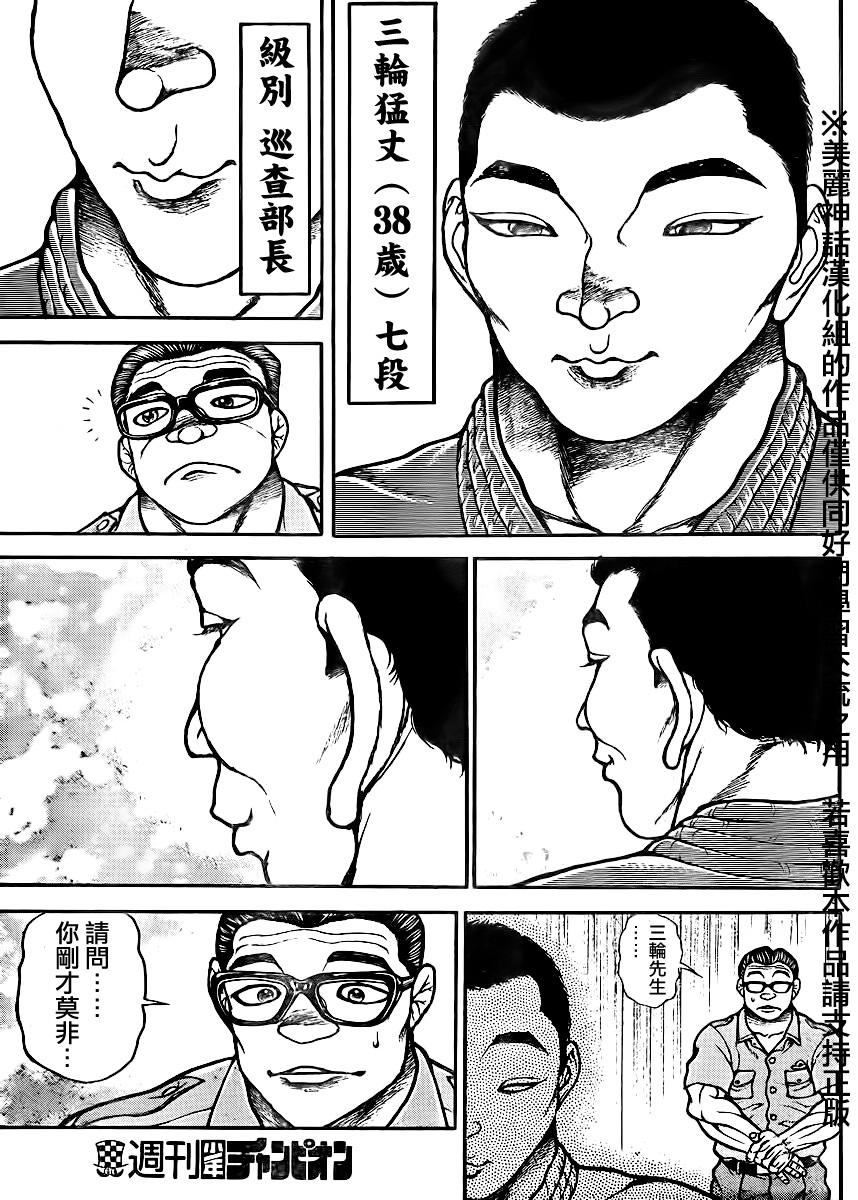 三輪猛丈（38歲）七段
級別 巡查部長
三輪先生
……
請問……
你剛才莫非…
※美麗神話漢化組的作品僅供同好間學習交流之用 若喜歡本作品請支持正版
週刊少年チャンピオン